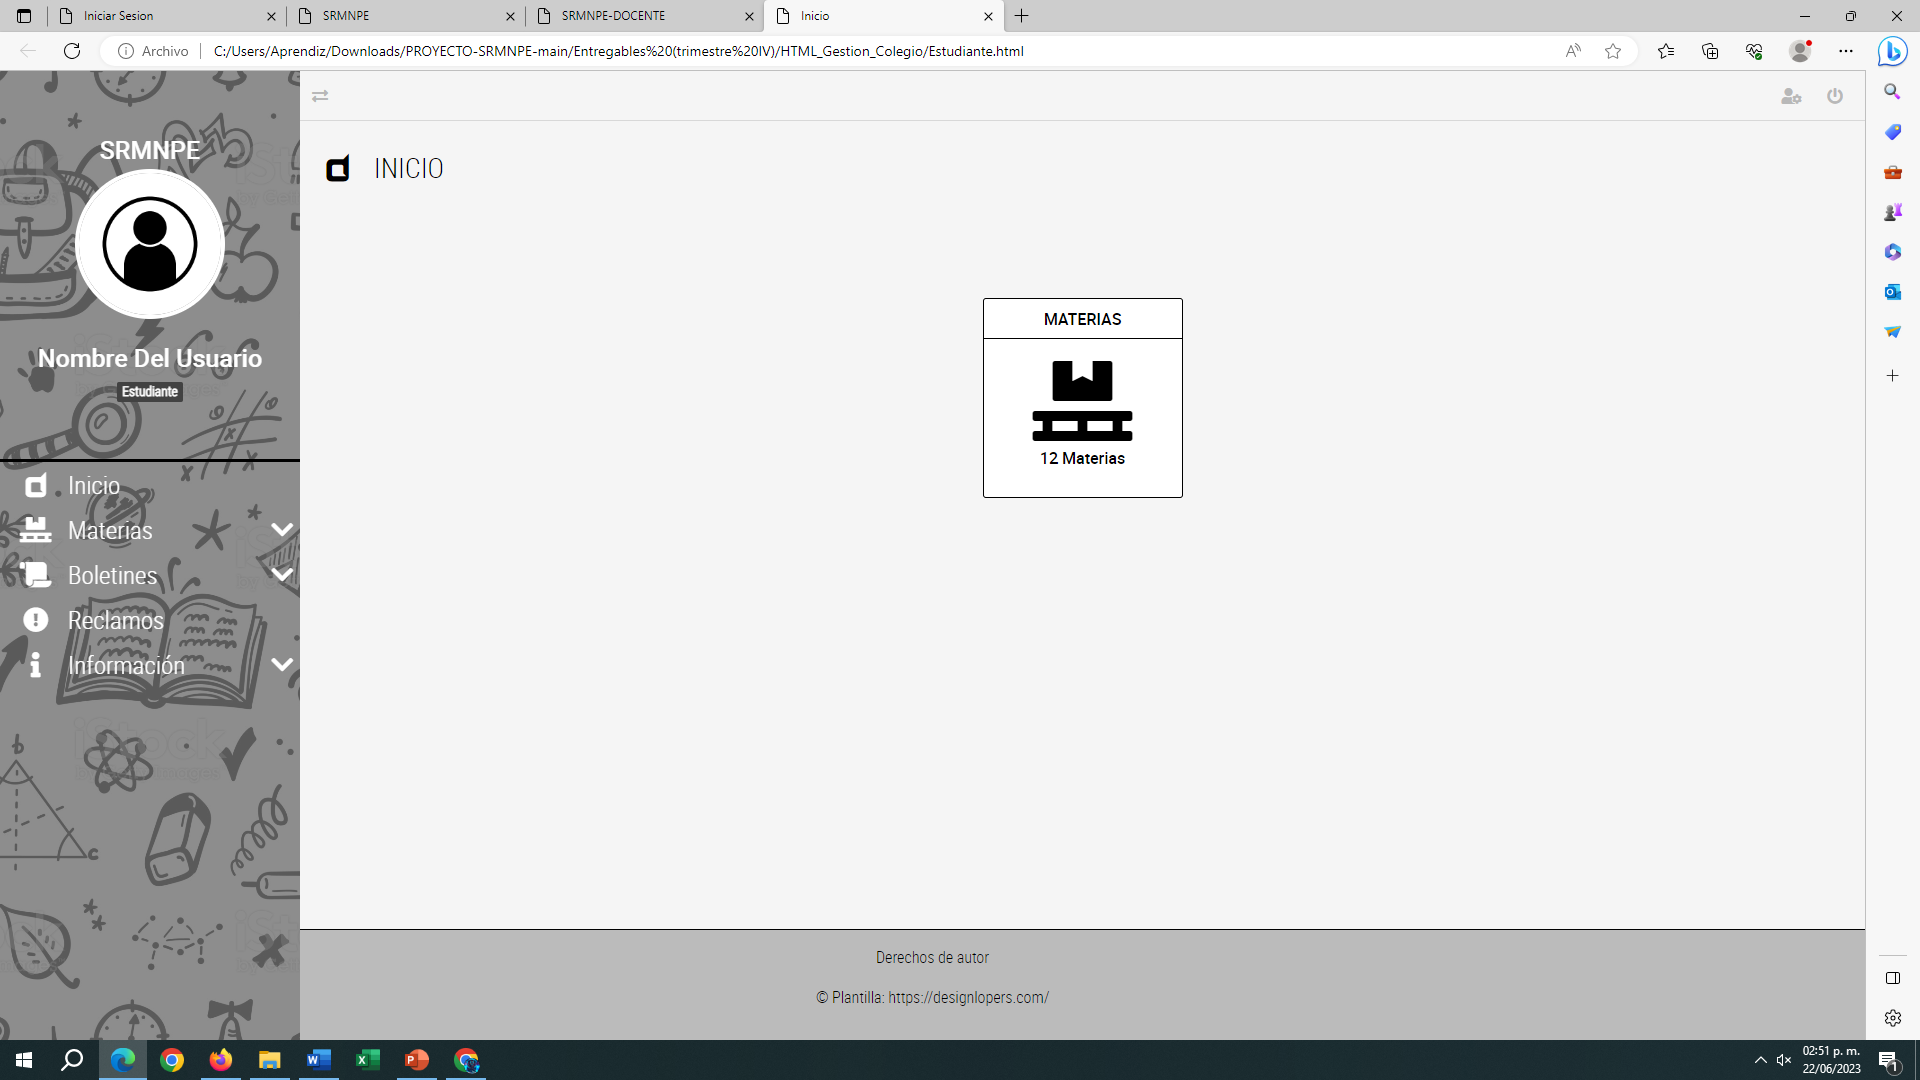 Iniciar Sesion
SRMNPE
SRMNPE-DOCENTE
Inicio
Archivo
C:/Users/Aprendiz/Downloads/PROYECTO-SRMNPE-main/Entregables%20(trimestre%20IV)/HTML_Gestion_Colegio/Estudiante.html
SRMNPE
Nombre Del Usuario
Estudiante
Inicio
Materias
Boletines
Reclamos
Información
INICIO
MATERIAS
12 Materias
Derechos de autor
© Plantilla: https://designlopers.com/
02:51 p. m.
22/06/2023
1